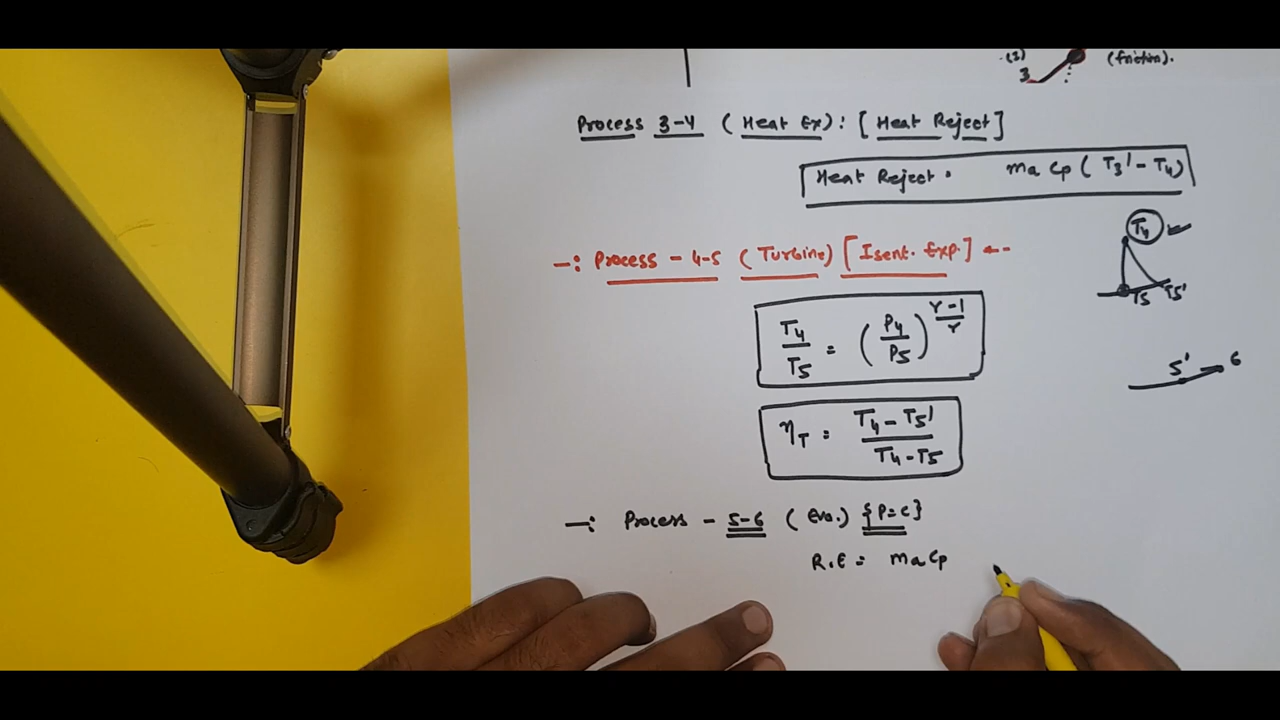 (2) (friction).
3
Process 3-4 (Heat Ex): [Heat Reject]
Heat Reject. ma Cp (T3' - T4)
T4
-: Process - 4-5 (Turbine) [Isent. Exp.] ←-
T5 T5'
T4/T5 = (P4/P5)^(γ-1)/γ
5' 6
ηT = (T4 - T5')/(T4 - T5)
-: Process - 5-6 (Eva.) {P=c}
R.E = ma Cp